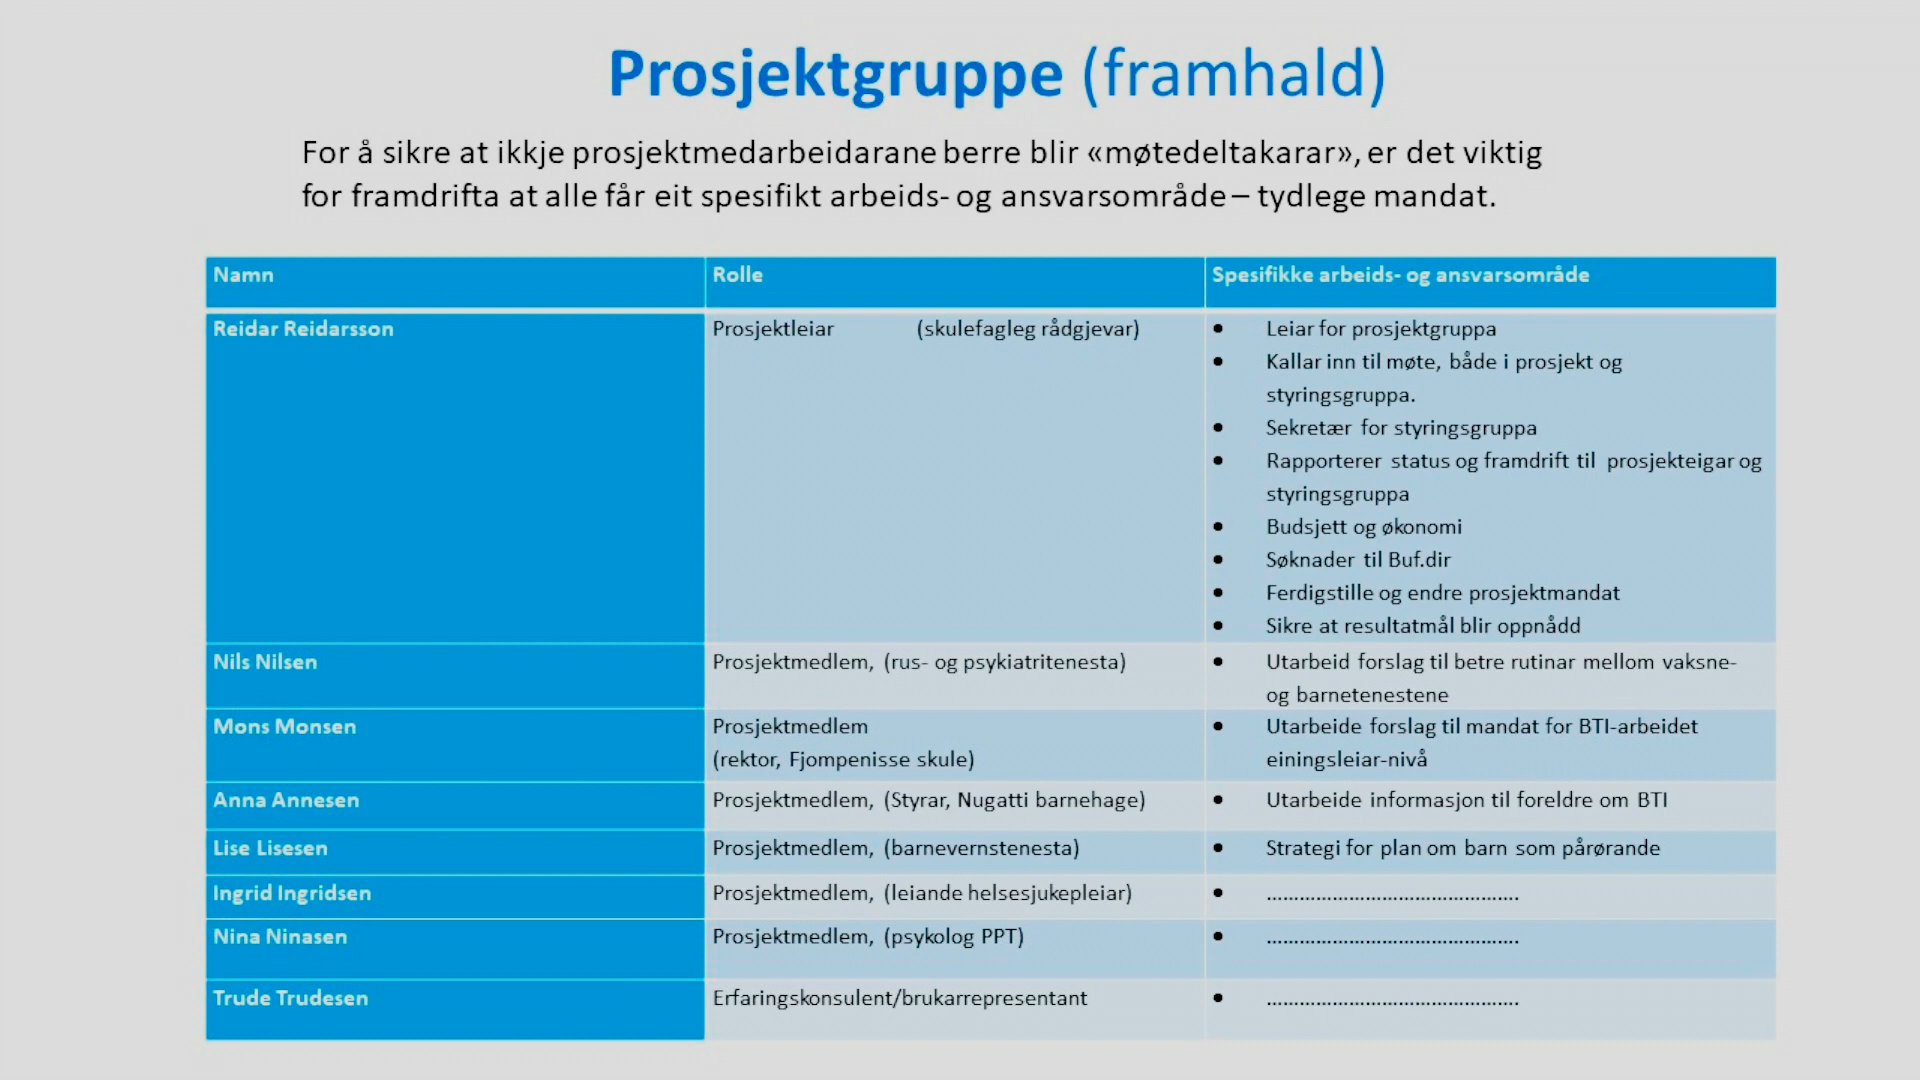 Prosjektgruppe (framhald)
For å sikre at ikkje prosjektmedarbeidarane berre blir «møtedeltakarar», er det viktig
for framdrifta at alle får eit spesifikt arbeids- og ansvarsområde – tydlege mandat.
Namn Rolle Spesifikke arbeids- og ansvarsområde
Reidar Reidarsson Prosjektleiar (skulefagleg rådgjevar) • Leiar for prosjektgruppa
• Kallar inn til møte, både i prosjekt og
styringsgruppa.
• Sekretær for styringsgruppa
• Rapporterer status og framdrift til prosjekteigar og
styringsgruppa
• Budsjett og økonomi
• Søknader til Buf.dir
• Ferdigstille og endre prosjektmandat
• Sikre at resultatmål blir oppnådd
Nils Nilsen Prosjektmedlem, (rus- og psykiatritenesta) • Utarbeid forslag til betre rutinar mellom vaksne-
og barnetenestene
Mons Monsen Prosjektmedlem • Utarbeide forslag til mandat for BTI-arbeidet
(rektor, Fjompenisse skule) einingsleiar-nivå
Anna Annesen Prosjektmedlem, (Styrar, Nugatti barnehage) • Utarbeide informasjon til foreldre om BTI
Lise Lisesen Prosjektmedlem, (barnevernstenesta) • Strategi for plan om barn som pårørande
Ingrid Ingridsen Prosjektmedlem, (leiande helsesjukepleiar) • ……………………………………….
Nina Ninasen Prosjektmedlem, (psykolog PPT) • ……………………………………….
Trude Trudesen Erfaringskonsulent/brukarrepresentant • ……………………………………….